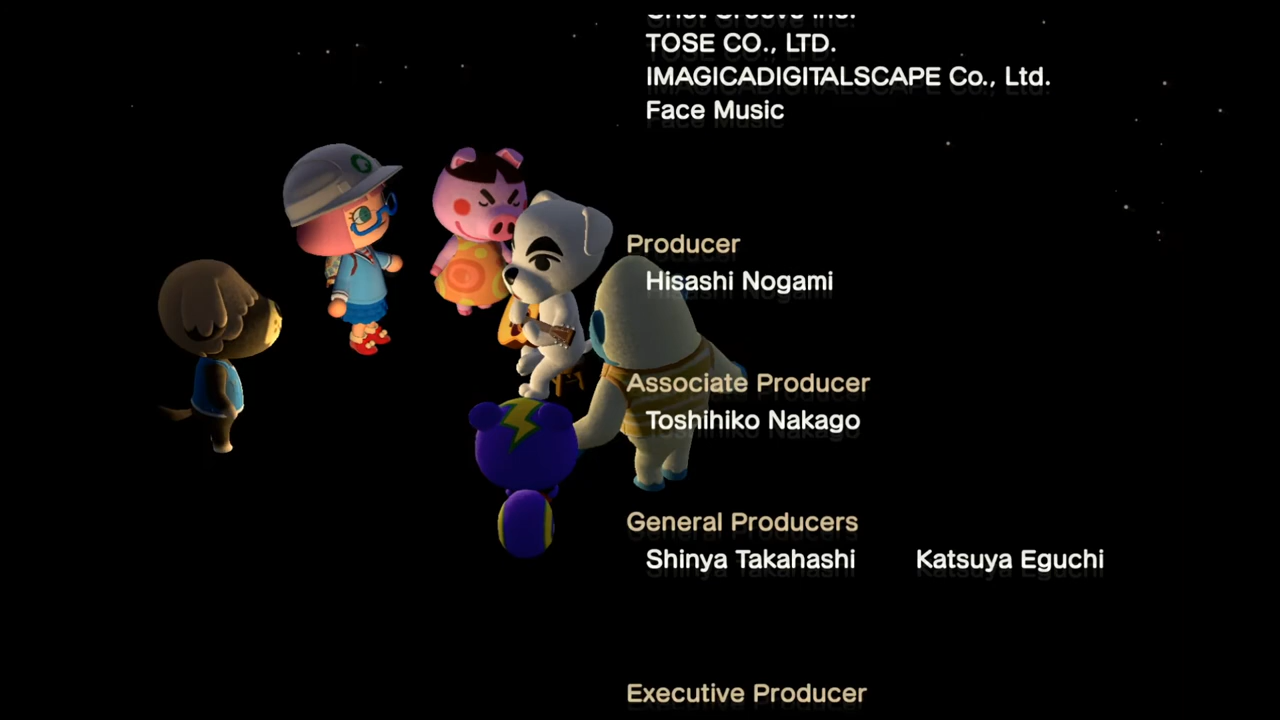 TOSE CO., LTD.
IMAGICADIGITALSCAPE Co., Ltd.
Face Music
Producer
Hisashi Nogami
Associate Producer
Toshihiko Nakago
General Producers
Shinya Takahashi Katsuya Eguchi
Executive Producer